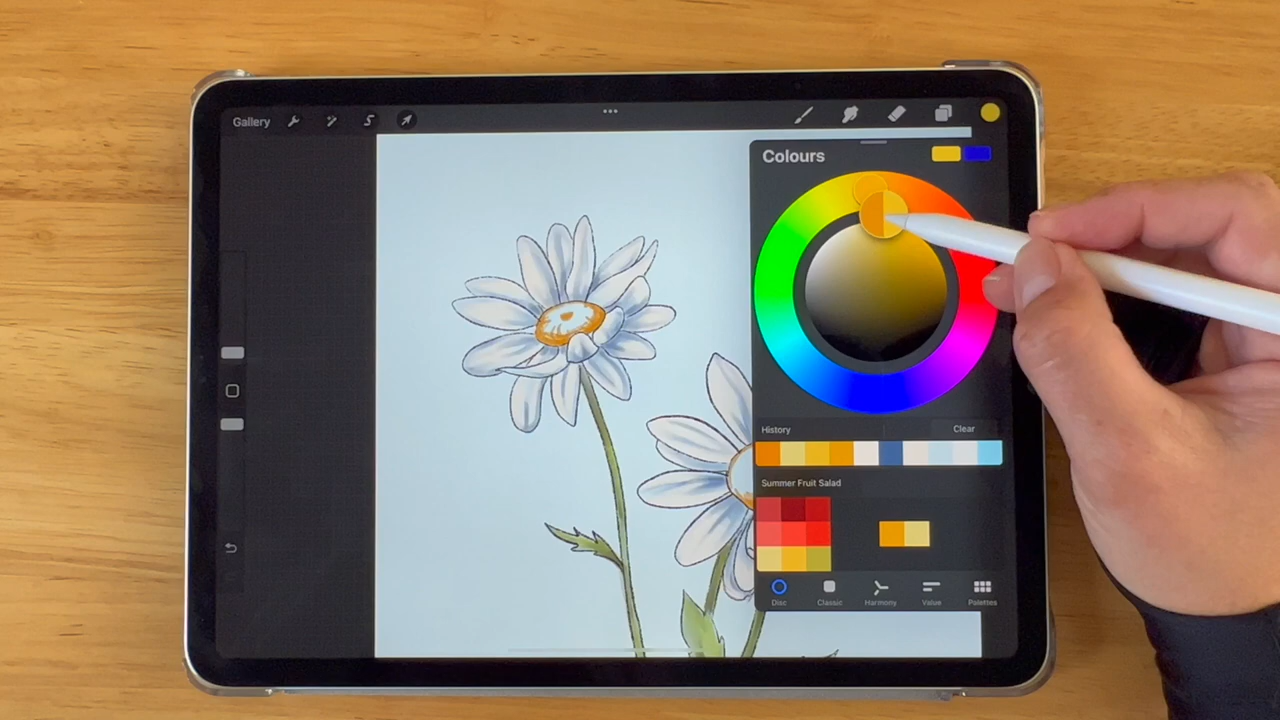 Gallery
Colours
History
Clear
Summer Fruit Salad
Disc
Classic
Harmony
Value
Palettes